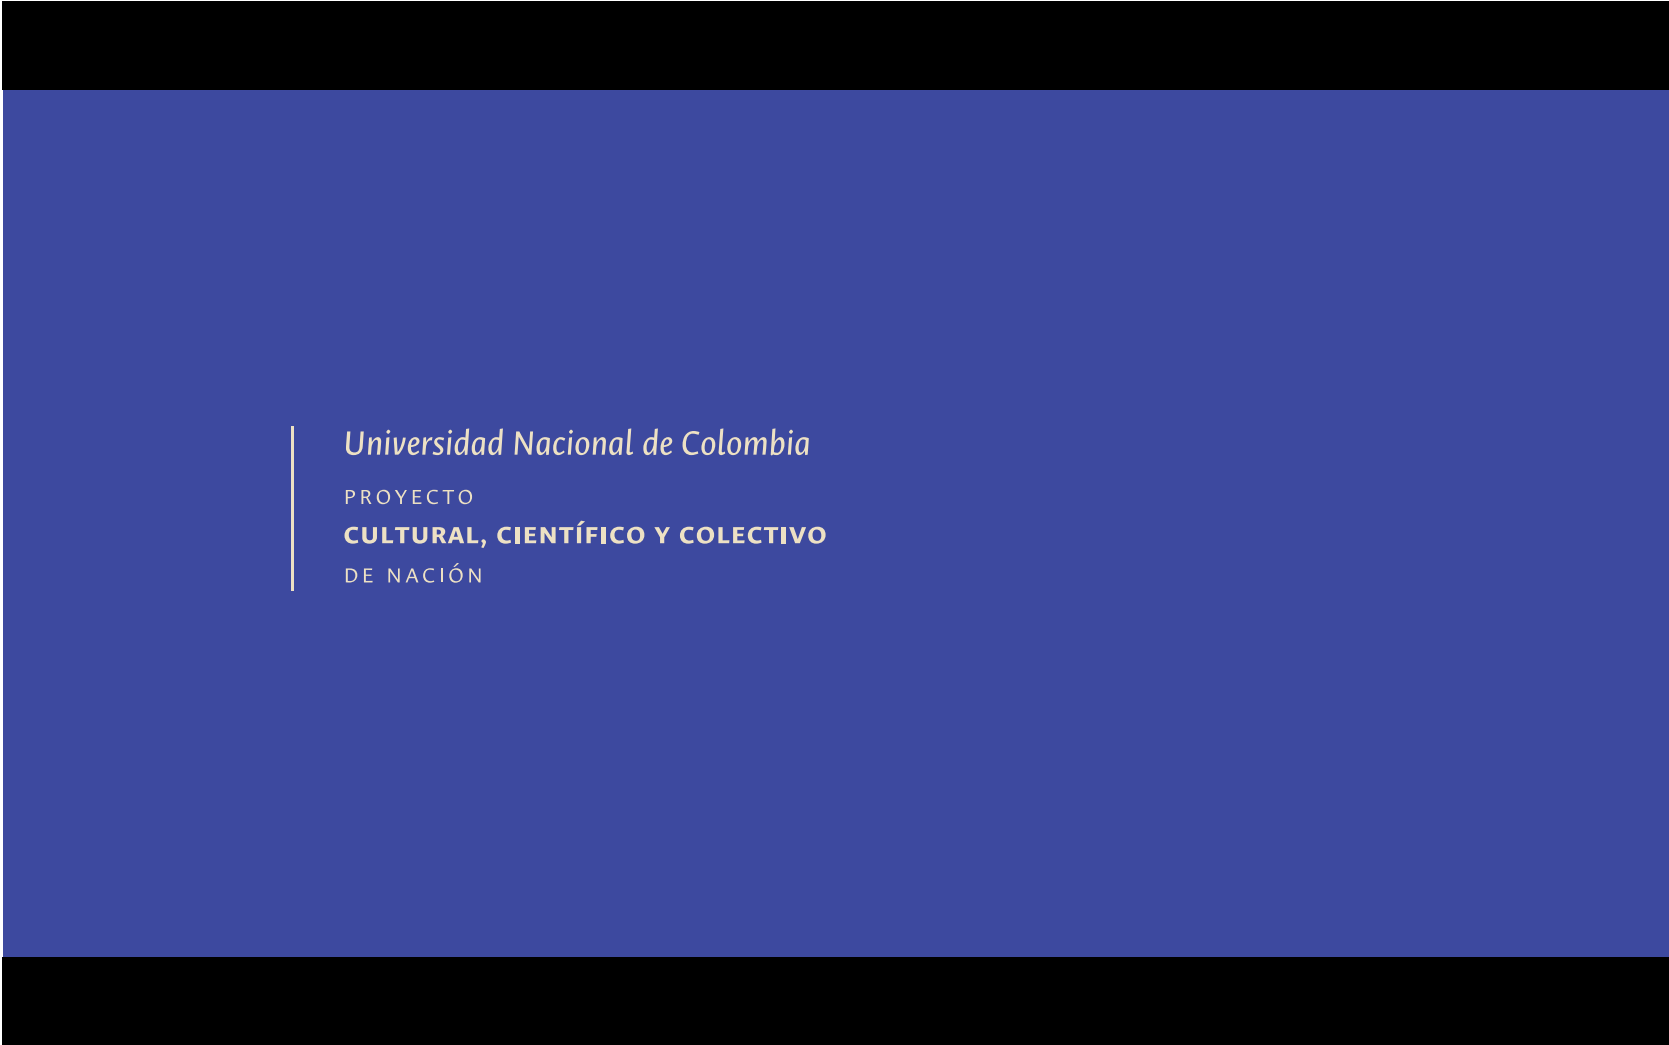 Universidad Nacional de Colombia
PROYECTO
CULTURAL, CIENTÍFICO Y COLECTIVO
DE NACIÓN